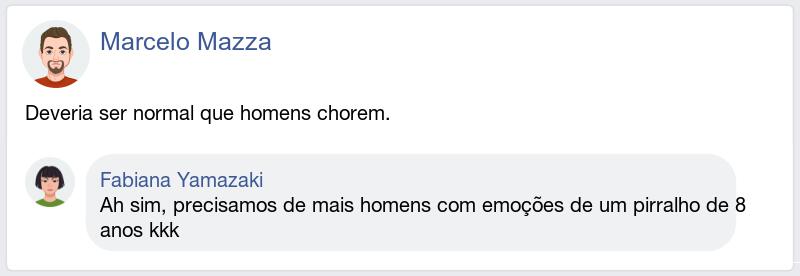 Marcelo Mazza
Deveria ser normal que homens chorem.
Fabiana Yamazaki
Ah sim, precisamos de mais homens com emoções de um pirralho de 8
anos kkk